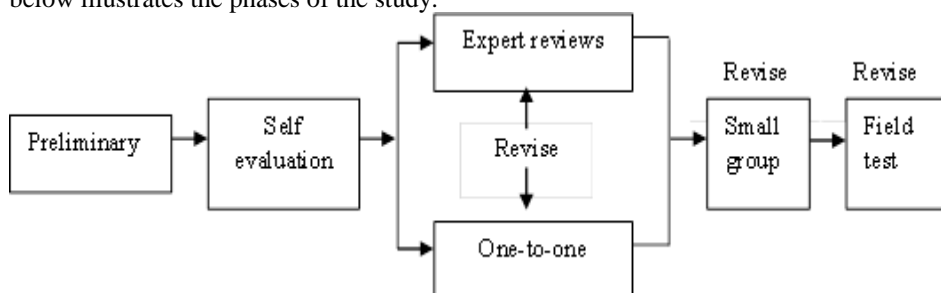 below illustrates the phases of the study.
Expert reviews
Revise
Revise
Preliminary
Self
evaluation
Revise
Small
group
Field
test
One-to-one